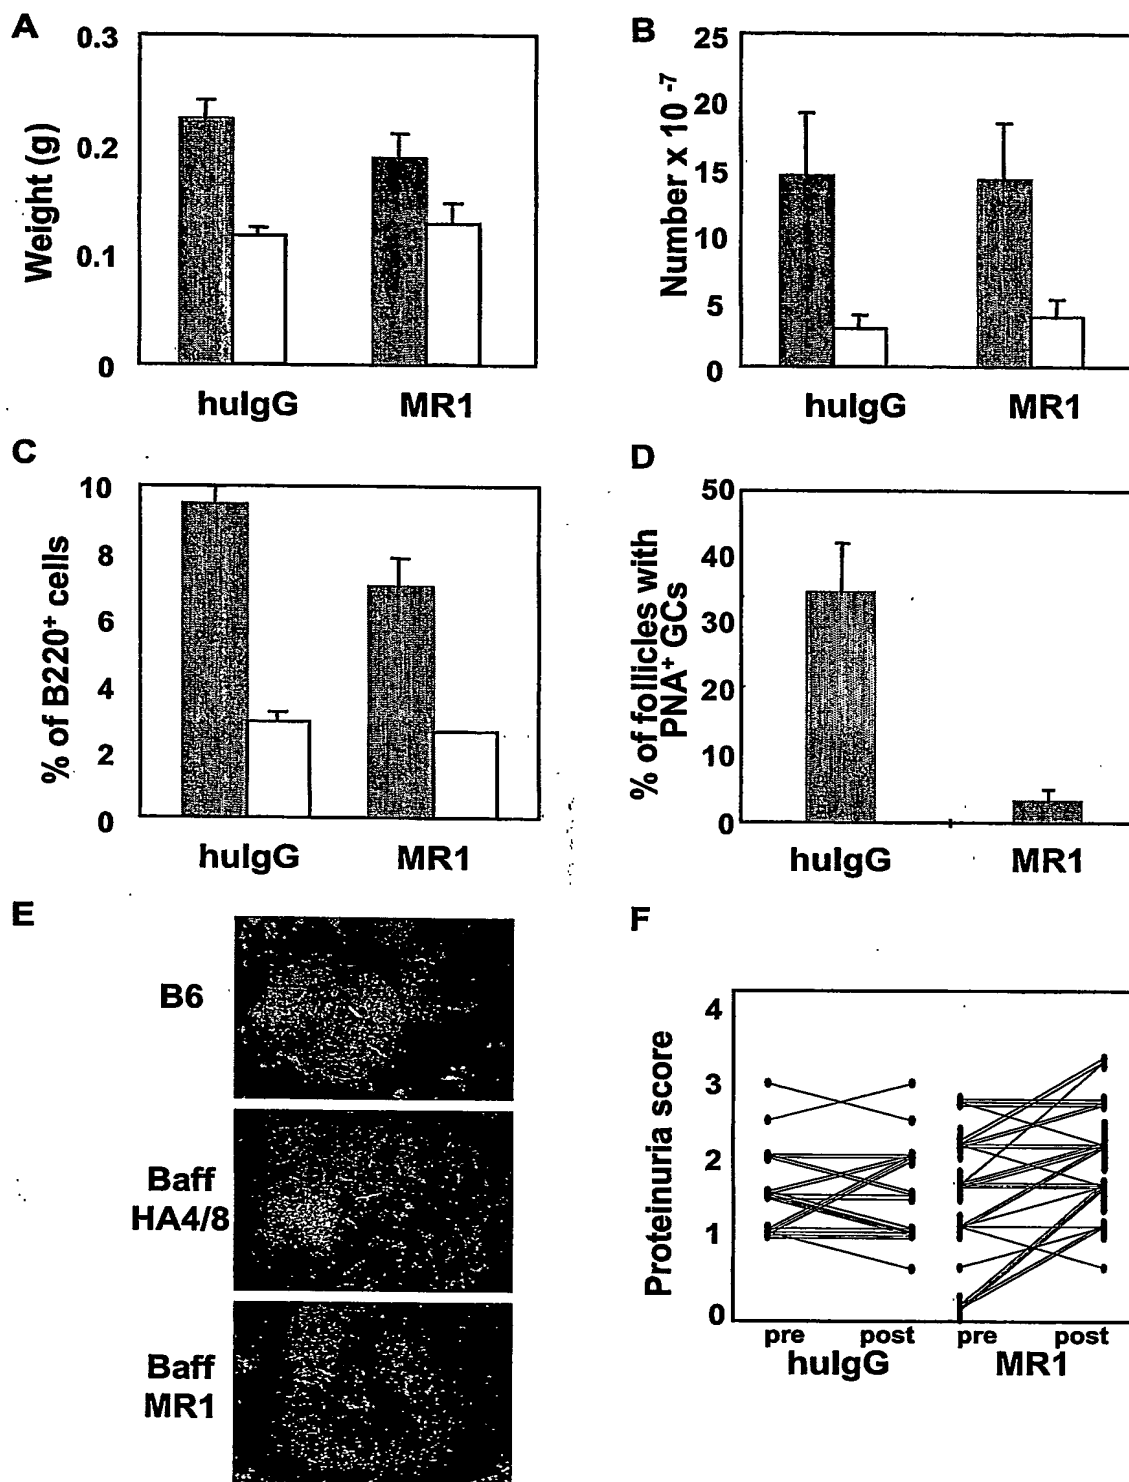 A
0.3
0.2
0.1
0
Weight (g)
huIgG
MR1
B
25
20
15
10
5
0
Number x 10 -7
huIgG
MR1
C
10
8
6
4
2
0
% of B220+ cells
huIgG
MR1
D
50
40
30
20
10
0
% of follicles with
PNA+ GCs
huIgG
MR1
E
B6
Baff
HA4/8
Baff
MR1
F
4
3
2
1
0
Proteinuria score
pre post pre post
huIgG MR1